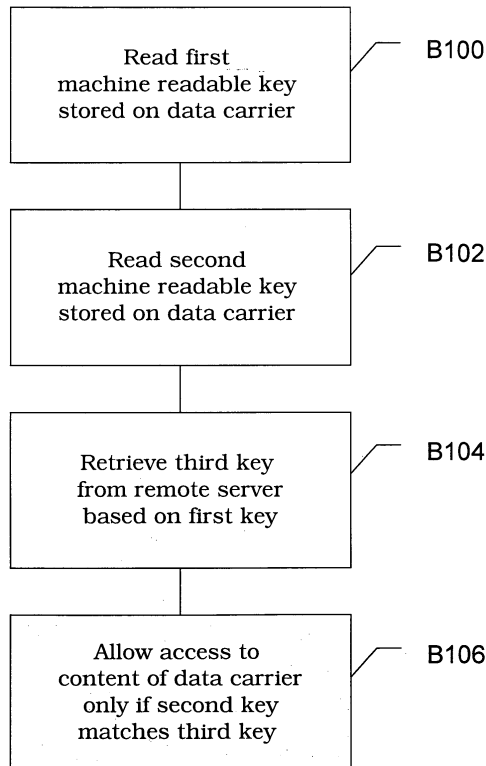 Read first
machine readable key
stored on data carrier
B100
Read second
machine readable key
stored on data carrier
B102
Retrieve third key
from remote server
based on first key
B104
Allow access to
content of data carrier
only if second key
matches third key
B106